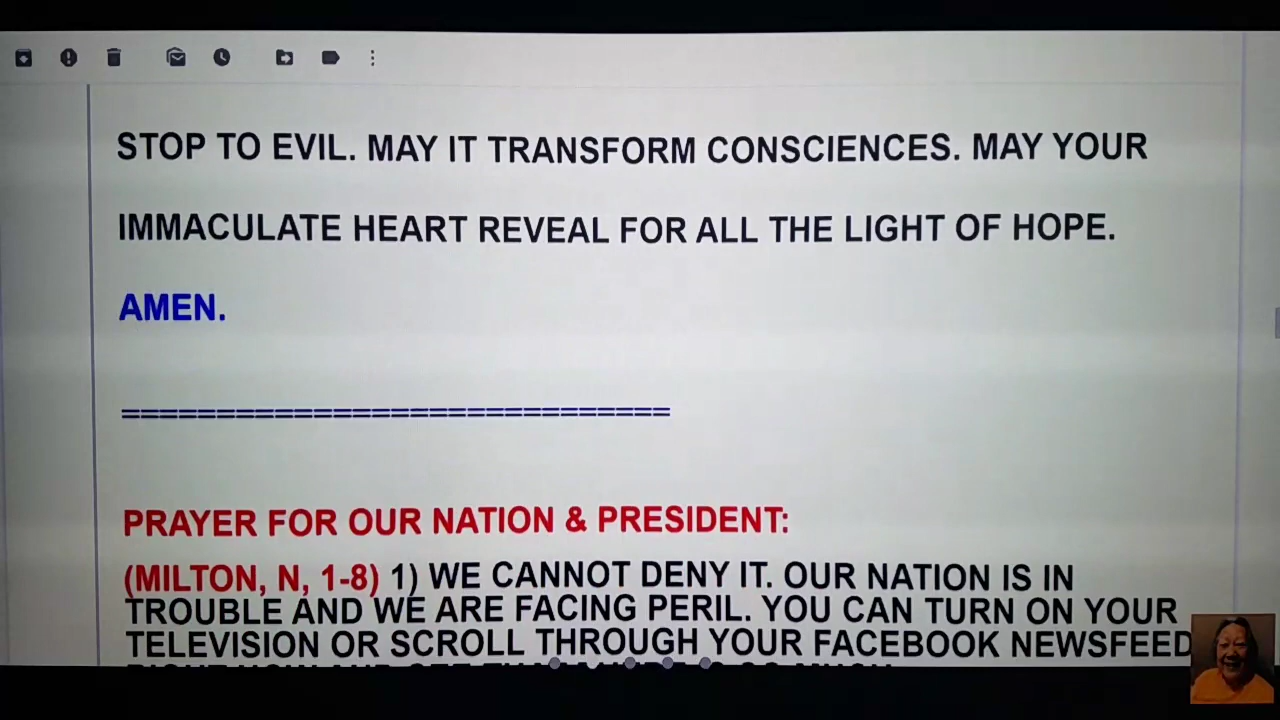 STOP TO EVIL. MAY IT TRANSFORM CONSCIENCES. MAY YOUR
IMMACULATE HEART REVEAL FOR ALL THE LIGHT OF HOPE.
AMEN.
=============================
PRAYER FOR OUR NATION & PRESIDENT:
(MILTON, N, 1-8) 1) WE CANNOT DENY IT. OUR NATION IS IN
TROUBLE AND WE ARE FACING PERIL. YOU CAN TURN ON YOUR
TELEVISION OR SCROLL THROUGH YOUR FACEBOOK NEWSFEED